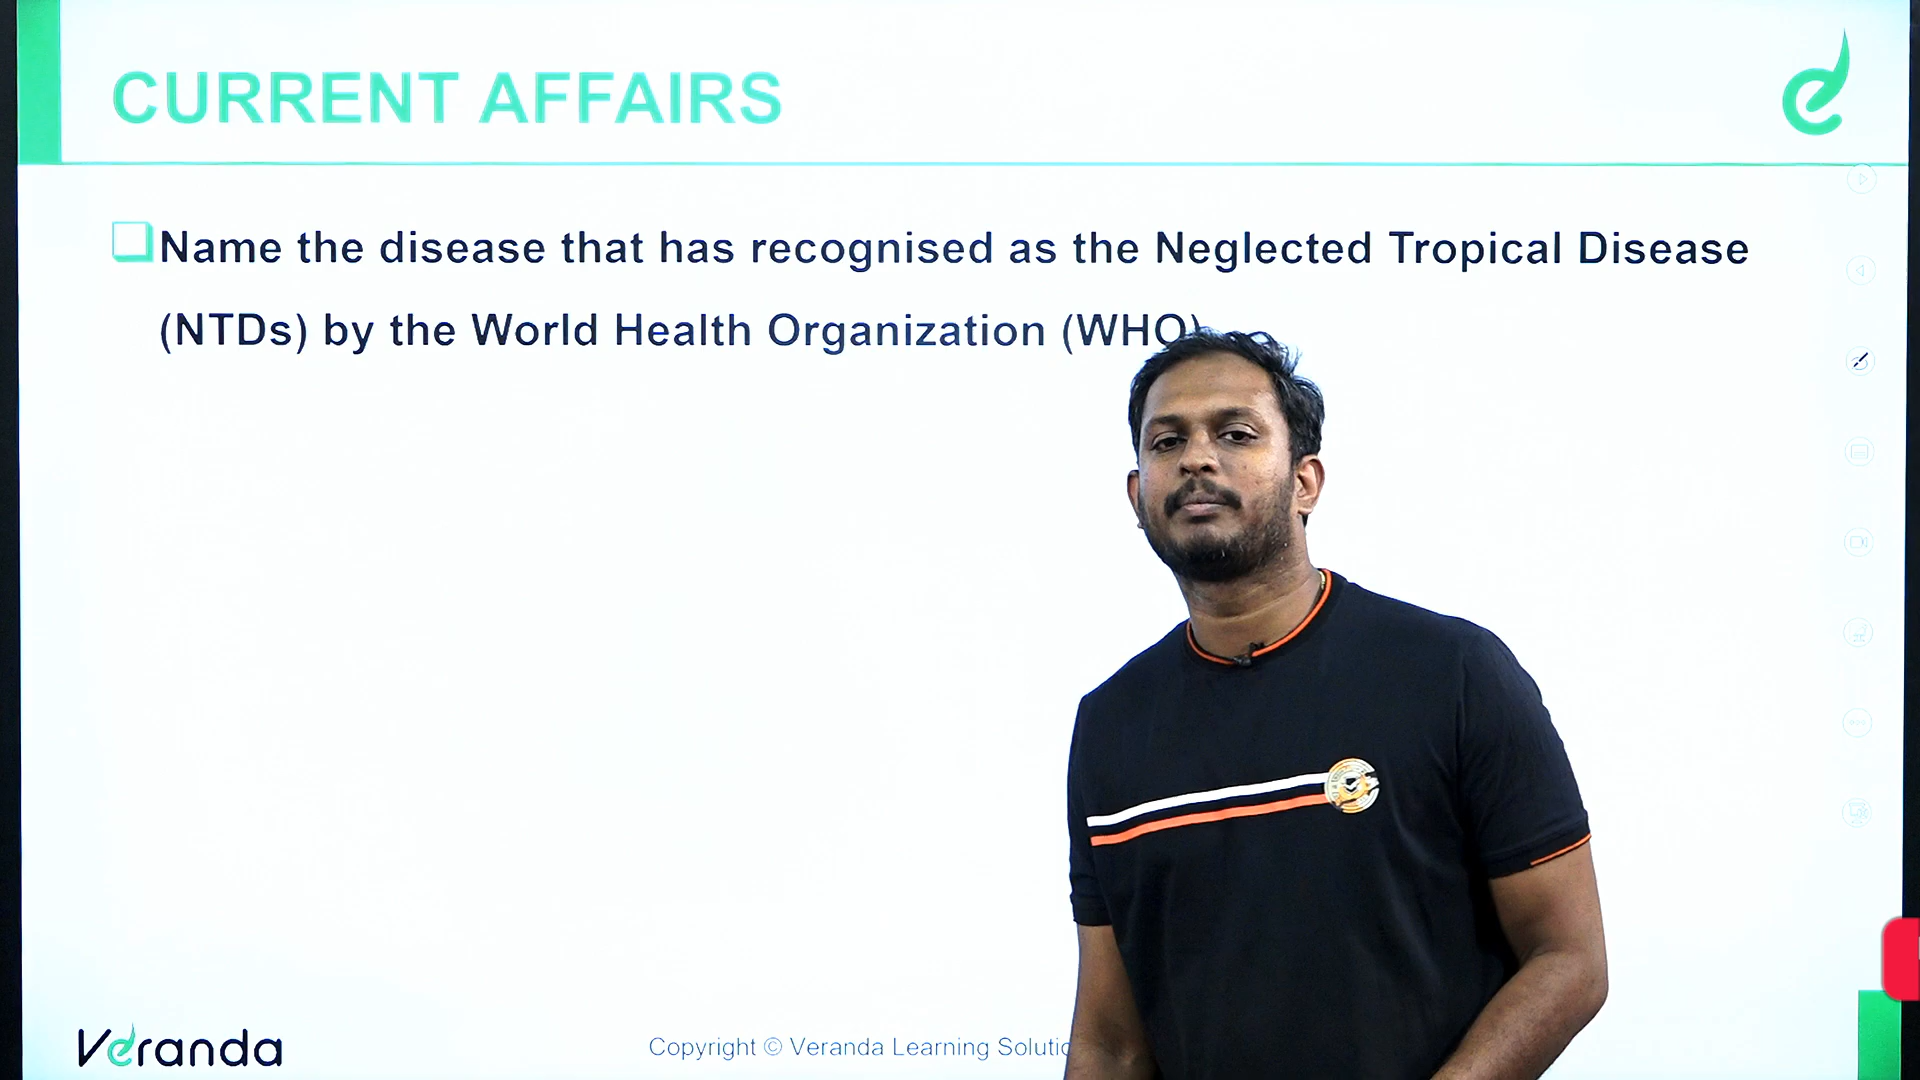 CURRENT AFFAIRS
Name the disease that has recognised as the Neglected Tropical Disease
(NTDs) by the World Health Organization (WHO)
Veranda
Copyright © Veranda Learning